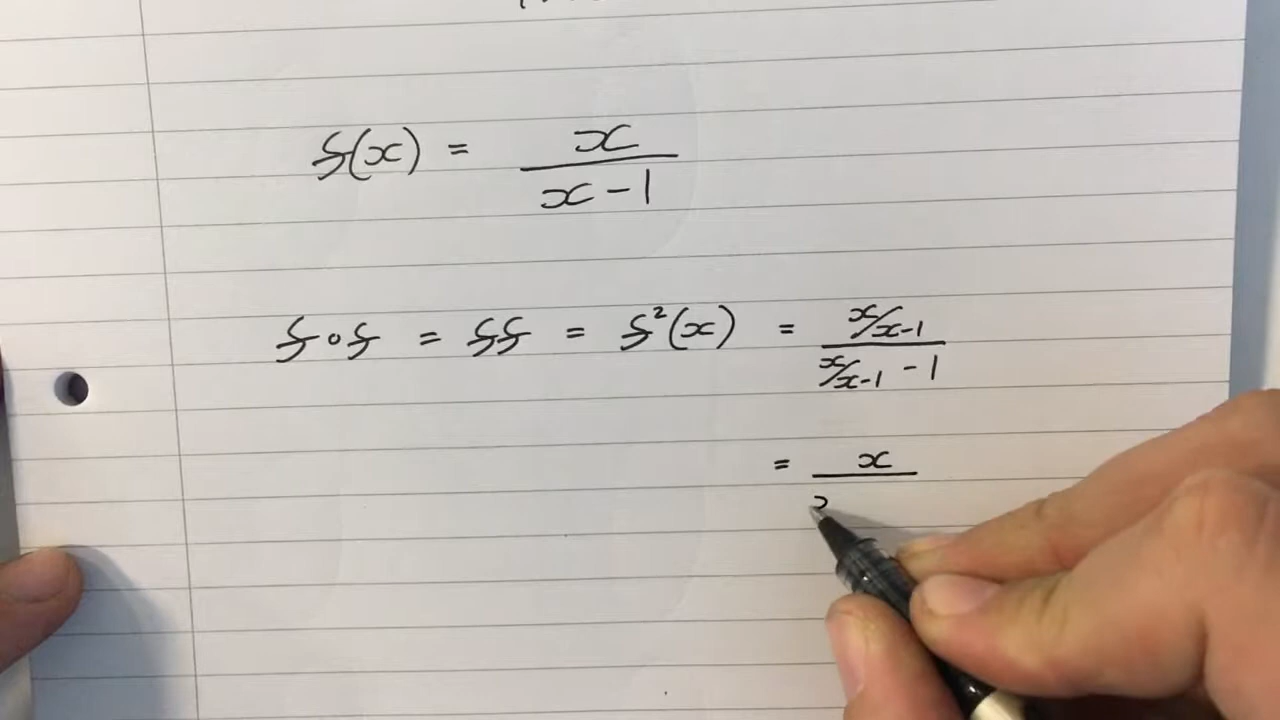 f(x) = x / x - 1
f∘f = ff = f²(x) = x/x-1 / x/x-1 - 1
= x